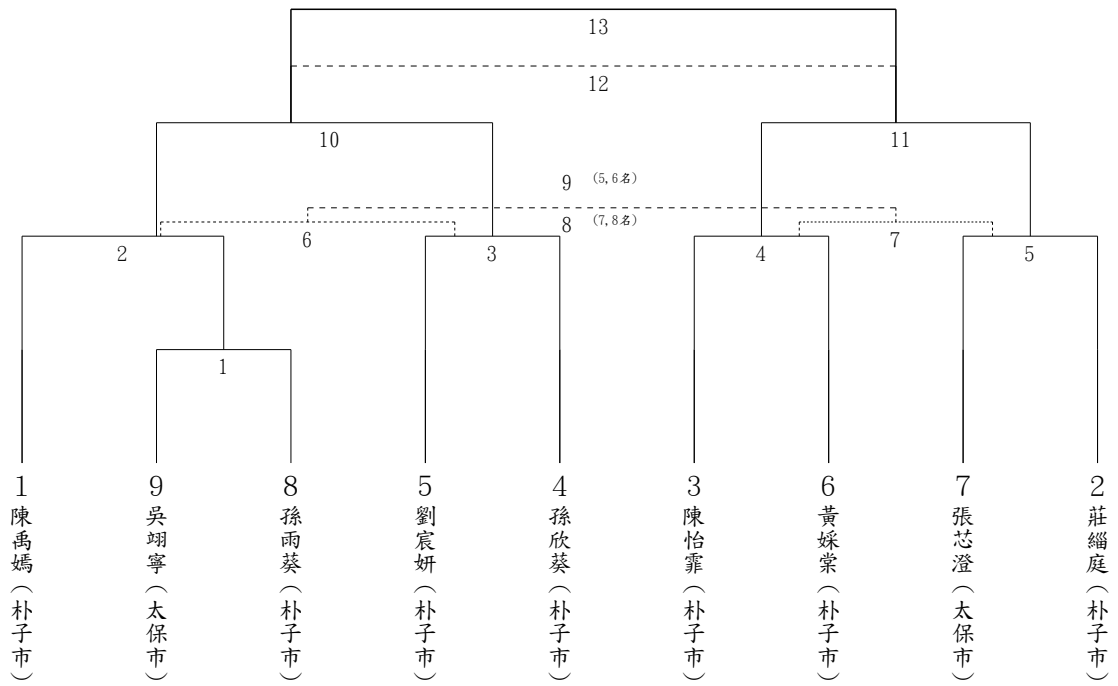 13
12
10
11
9 (5,6名)
8 (7,8名)
2
6
3
4
7
5
1
1 陳禹嫣(朴子市)
9 吳翊寧(太保市)
8 孫雨葵(朴子市)
5 劉宸妍(朴子市)
4 孫欣葵(朴子市)
3 陳怡霏(朴子市)
6 黃婇棠(朴子市)
7 張芯澄(太保市)
2 莊緇庭(朴子市)